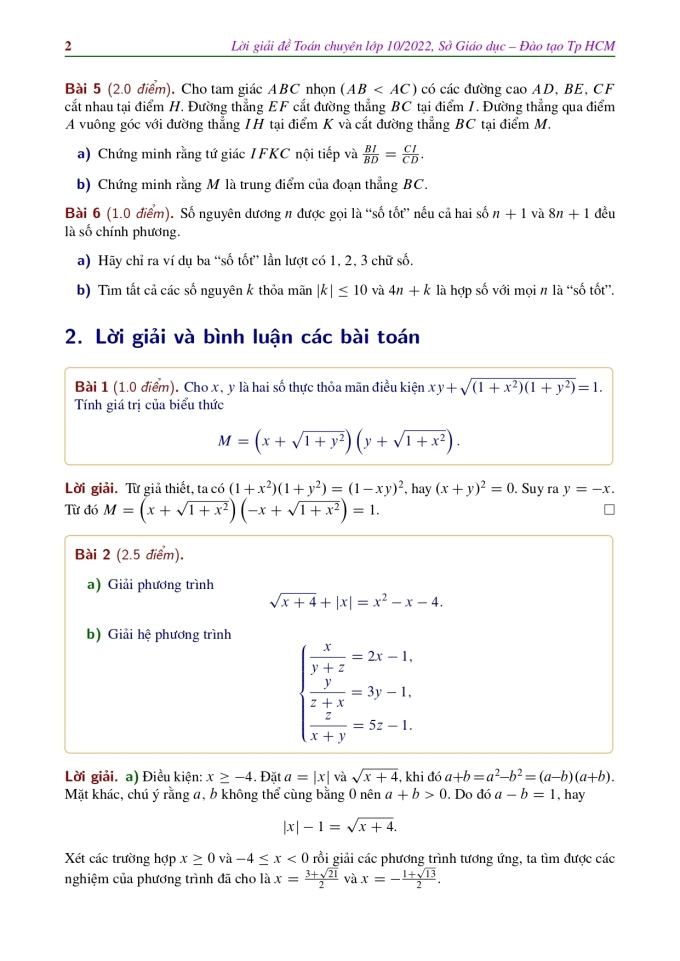 2 Lời giải đề Toán chuyên lớp 10/2022, Sở Giáo dục – Đào tạo Tp HCM
Bài 5 (2.0 điểm). Cho tam giác ABC nhọn (AB < AC) có các đường cao AD, BE, CF
cắt nhau tại điểm H. Đường thẳng EF cắt đường thẳng BC tại điểm I. Đường thẳng qua điểm
A vuông góc với đường thẳng IH tại điểm K và cắt đường thẳng BC tại điểm M.
a) Chứng minh rằng tứ giác IFKC nội tiếp và BI/BD = CI/CD.
b) Chứng minh rằng M là trung điểm của đoạn thẳng BC.
Bài 6 (1.0 điểm). Số nguyên dương n được gọi là “số tốt” nếu cả hai số n + 1 và 8n + 1 đều
là số chính phương.
a) Hãy chỉ ra ví dụ ba “số tốt” lần lượt có 1, 2, 3 chữ số.
b) Tìm tất cả các số nguyên k thỏa mãn |k| ≤ 10 và 4n + k là hợp số với mọi n là “số tốt”.
2. Lời giải và bình luận các bài toán
Bài 1 (1.0 điểm). Cho x, y là hai số thực thỏa mãn điều kiện xy + √((1 + x²)(1 + y²)) = 1.
Tính giá trị của biểu thức
M = (x + √(1 + y²)) (y + √(1 + x²)).
Lời giải. Từ giả thiết, ta có (1 + x²)(1 + y²) = (1 − xy)², hay (x + y)² = 0. Suy ra y = −x.
Từ đó M = (x + √(1 + x²)) (−x + √(1 + x²)) = 1. □
Bài 2 (2.5 điểm).
a) Giải phương trình
√(x + 4) + |x| = x² − x − 4.
b) Giải hệ phương trình
{ x/(y + z) = 2x − 1,
y/(z + x) = 3y − 1,
z/(x + y) = 5z − 1.
Lời giải. a) Điều kiện: x ≥ −4. Đặt a = |x| và √(x + 4), khi đó a+b = a²−b² = (a−b)(a+b).
Mặt khác, chú ý rằng a, b không thể cùng bằng 0 nên a + b > 0. Do đó a − b = 1, hay
|x| − 1 = √(x + 4).
Xét các trường hợp x ≥ 0 và −4 ≤ x < 0 rồi giải các phương trình tương ứng, ta tìm được các
nghiệm của phương trình đã cho là x = (3+√21)/2 và x = −(1+√13)/2.